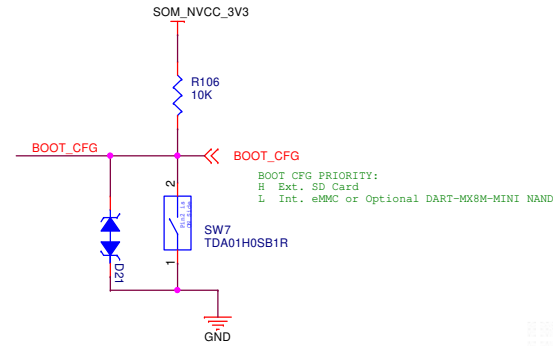 SOM_NVCC_3V3
R106
10K
BOOT_CFG
BOOT_CFG
BOOT CFG PRIORITY:
H Ext. SD Card
L Int. eMMC or Optional DART-MX8M-MINI NAND
2
SW7
TDA01H0SB1R
1
D21
GND